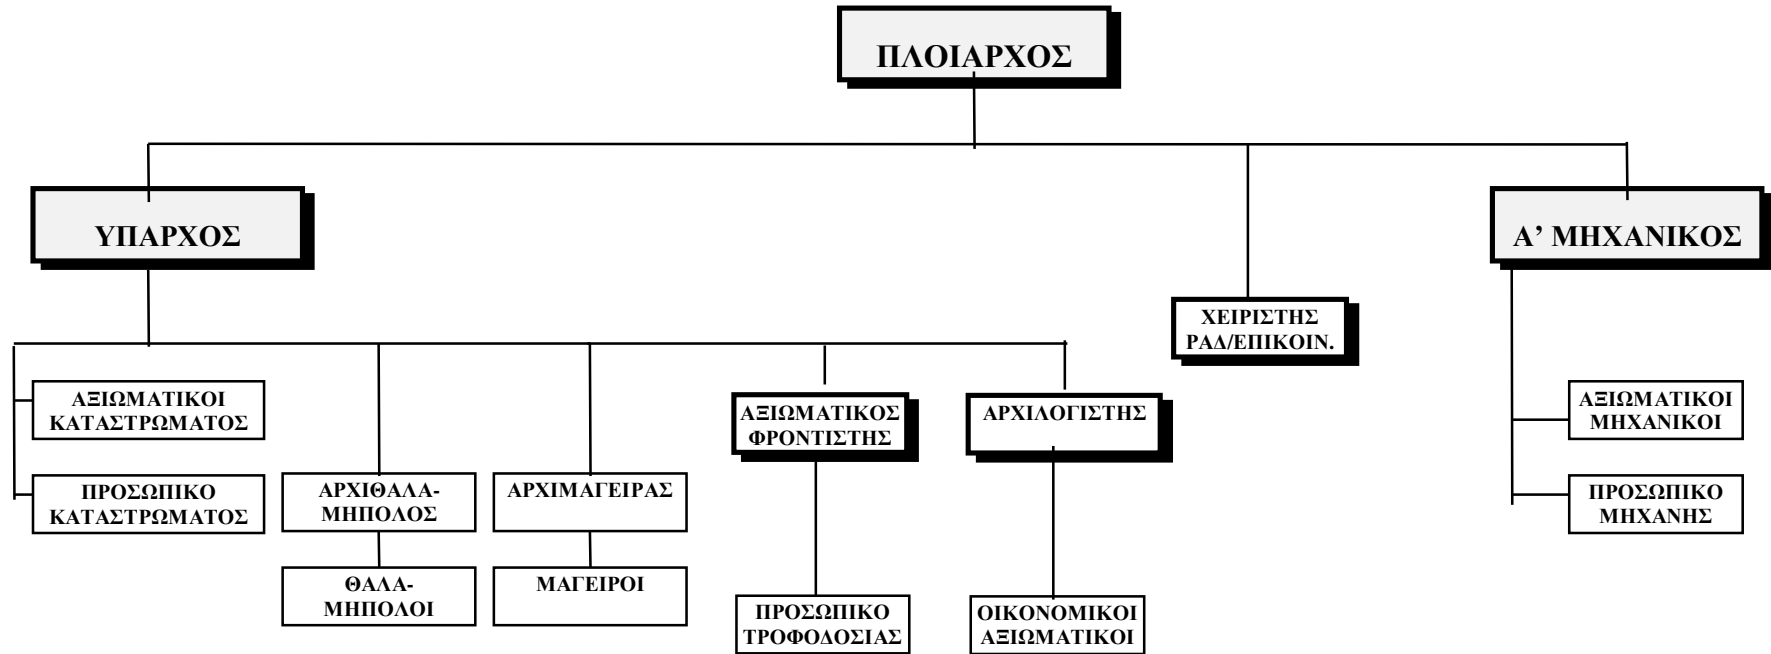 ΠΛΟΙΑΡΧΟΣ
ΥΠΑΡΧΟΣ
Α’ ΜΗΧΑΝΙΚΟΣ
ΧΕΙΡΙΣΤΗΣ
ΡΑΔ/ΕΠΙΚΟΙΝ.
ΑΞΙΩΜΑΤΙΚΟΙ
ΚΑΤΑΣΤΡΩΜΑΤΟΣ
ΑΞΙΩΜΑΤΙΚΟΣ
ΦΡΟΝΤΙΣΤΗΣ
ΑΡΧΙΛΟΓΙΣΤΗΣ
ΑΞΙΩΜΑΤΙΚΟΙ
ΜΗΧΑΝΙΚΟΙ
ΠΡΟΣΩΠΙΚΟ
ΚΑΤΑΣΤΡΩΜΑΤΟΣ
ΑΡΧΙΘΑΛΑ-
ΜΗΠΟΛΟΣ
ΑΡΧΙΜΑΓΕΙΡΑΣ
ΠΡΟΣΩΠΙΚΟ
ΜΗΧΑΝΗΣ
ΘΑΛΑ-
ΜΗΠΟΛΟΙ
ΜΑΓΕΙΡΟΙ
ΠΡΟΣΩΠΙΚΟ
ΤΡΟΦΟΔΟΣΙΑΣ
ΟΙΚΟΝΟΜΙΚΟΙ
ΑΞΙΩΜΑΤΙΚΟΙ